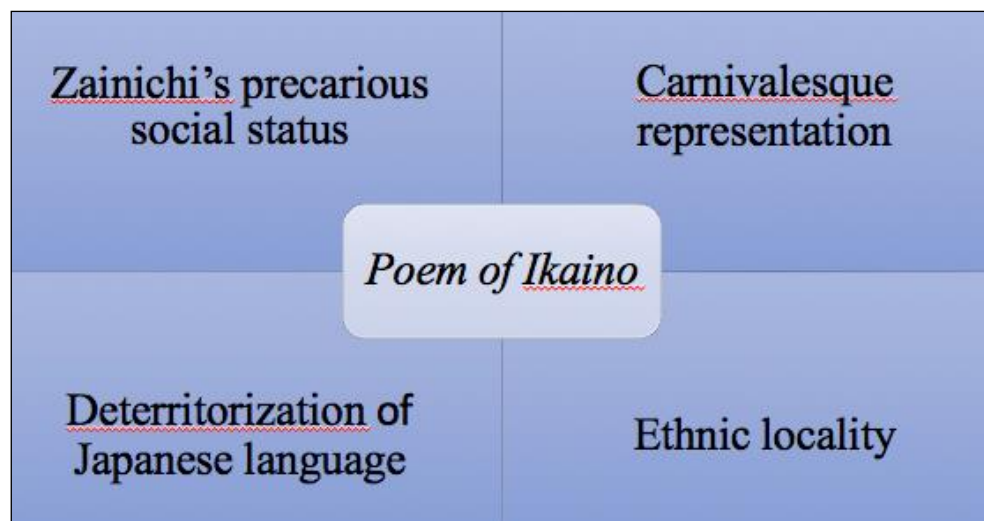 Zainichi’s precarious
social status
Carnivalesque
representation
Poem of Ikaino
Deterritorization of
Japanese language
Ethnic locality